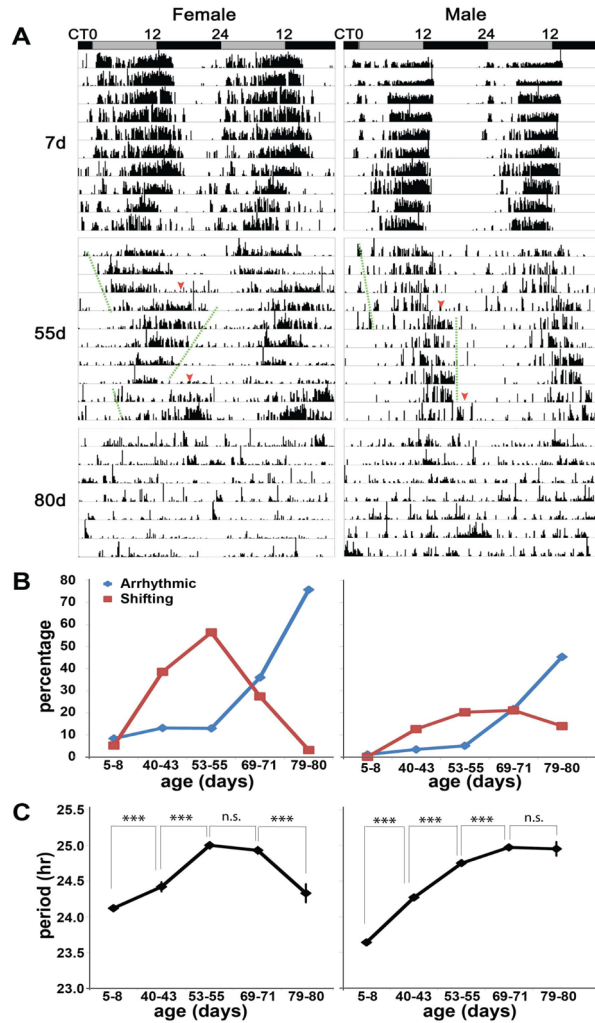 Female Male
A CT0 12 24 12 CT0 12 24 12
7d
55d
80d
B
Arrhythmic
Shifting
percentage
80
70
60
50
40
30
20
10
0
5-8 40-43 53-55 69-71 79-80 5-8 40-43 53-55 69-71 79-80
age (days) age (days)
C
period (hr)
25.5
25.0
24.5
24.0
23.5
23.0
*** *** n.s. *** *** *** *** n.s.
5-8 40-43 53-55 69-71 79-80 5-8 40-43 53-55 69-71 79-80
age (days) age (days)